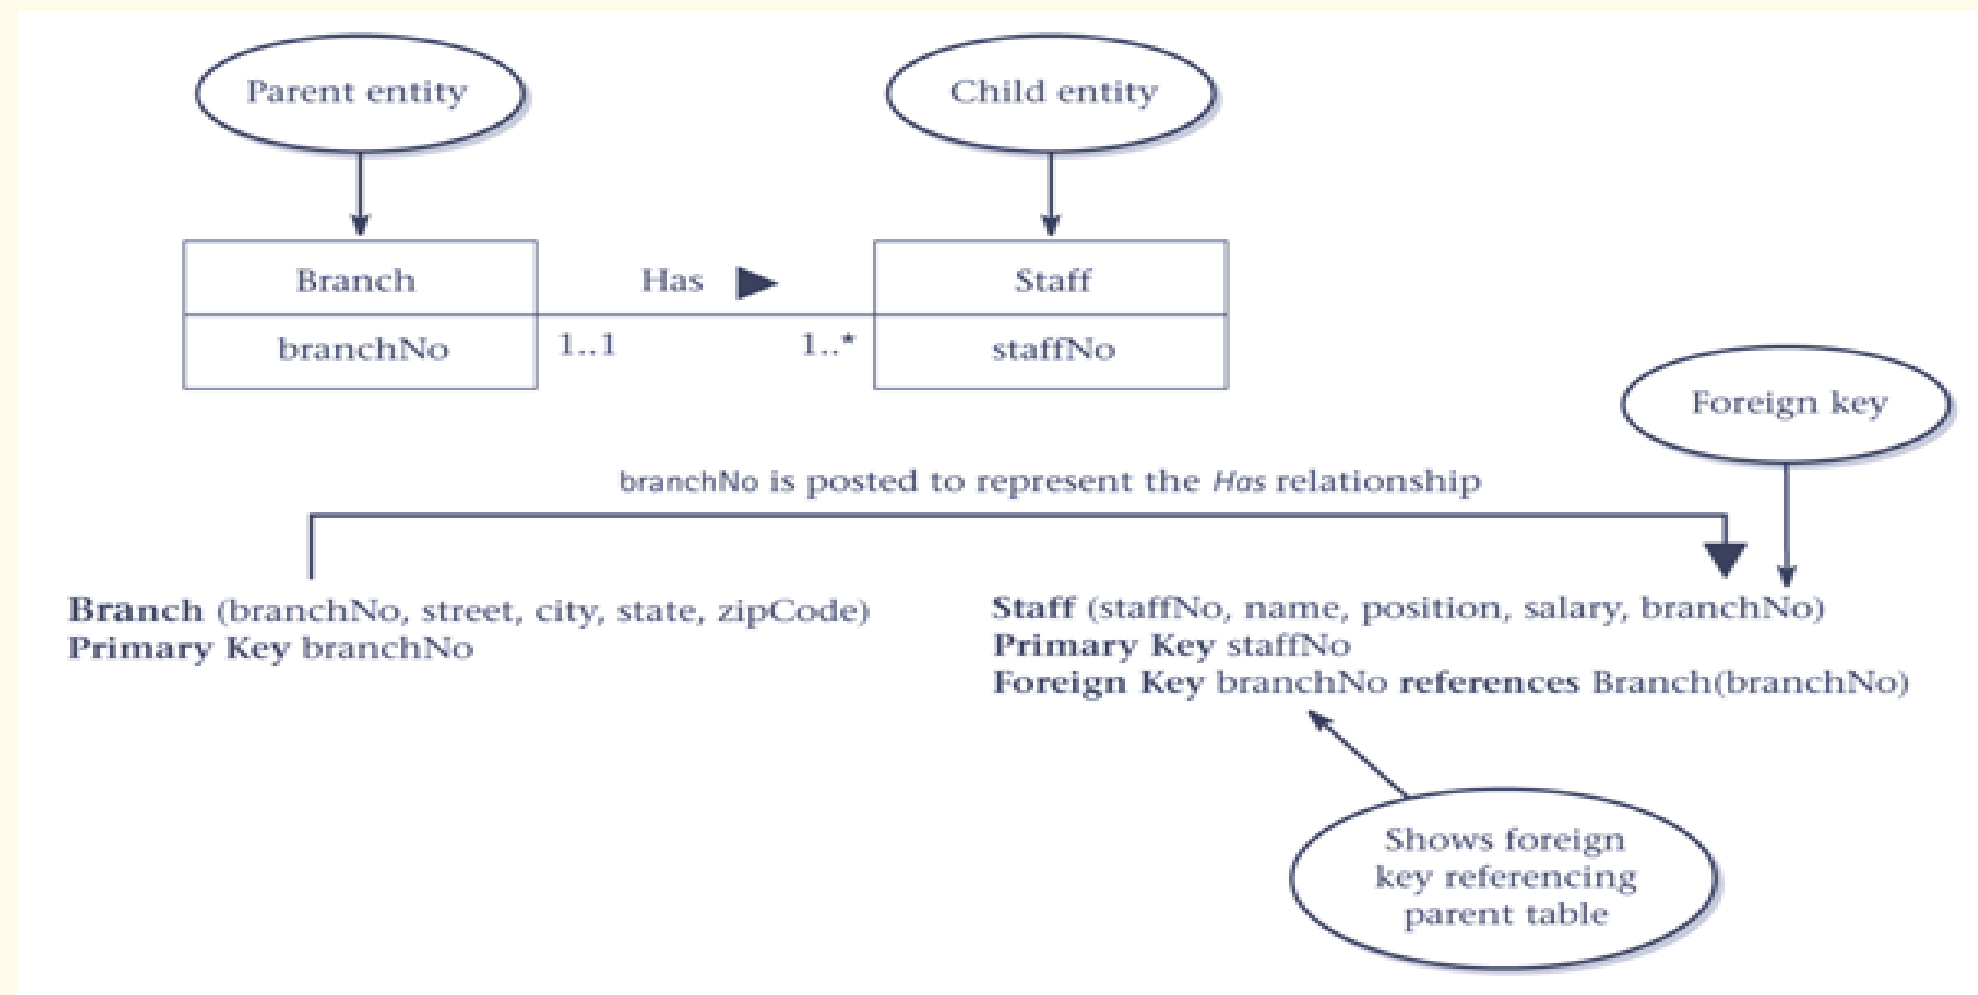 Parent entity
Child entity
Branch
Has
Staff
branchNo
1..1
1..*
staffNo
Foreign key
branchNo is posted to represent the Has relationship
Branch (branchNo, street, city, state, zipCode)
Primary Key branchNo
Staff (staffNo, name, position, salary, branchNo)
Primary Key staffNo
Foreign Key branchNo references Branch(branchNo)
Shows foreign
key referencing
parent table